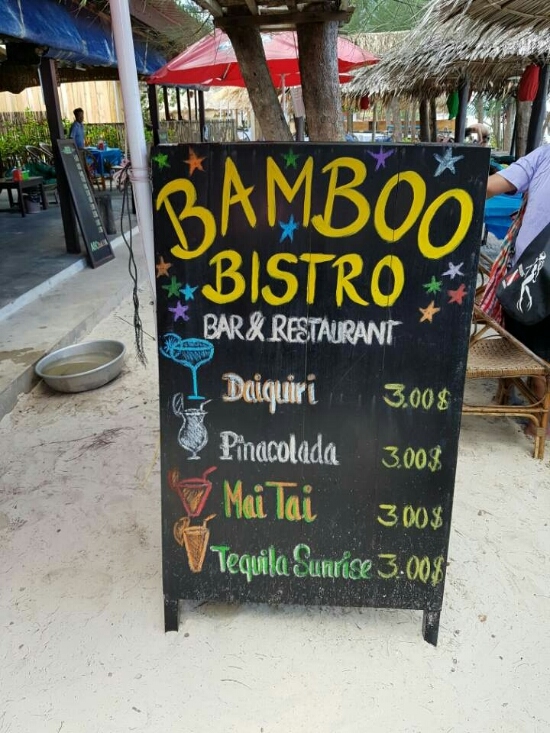 BAMBOO
BISTRO
BAR & RESTAURANT
Daiquiri 3.00$
Pinacolada 3.00$
Mai Tai 3.00$
Tequila Sunrise 3.00$